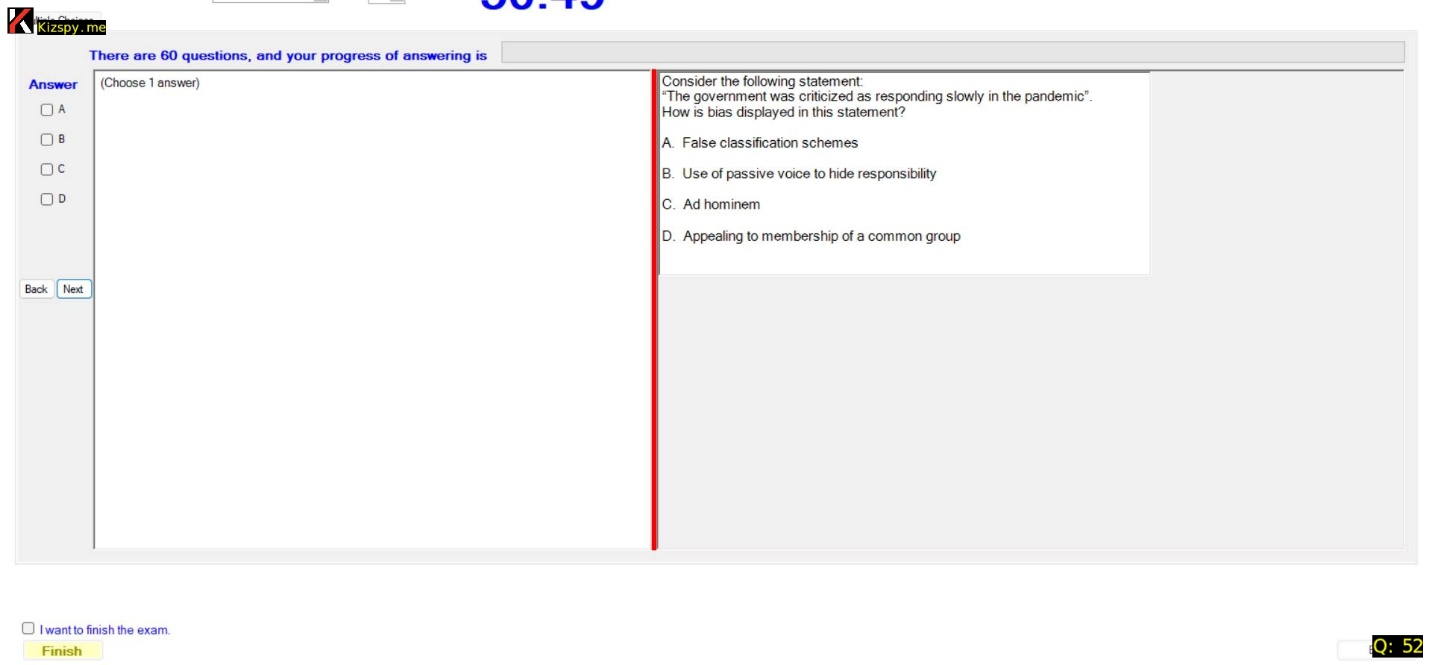 Kizspy.me
There are 60 questions, and your progress of answering is
Answer
(Choose 1 answer)
A
B
C
D
Back Next
Consider the following statement:
“The government was criticized as responding slowly in the pandemic”.
How is bias displayed in this statement?
A. False classification schemes
B. Use of passive voice to hide responsibility
C. Ad hominem
D. Appealing to membership of a common group
I want to finish the exam.
Finish
Q: 52